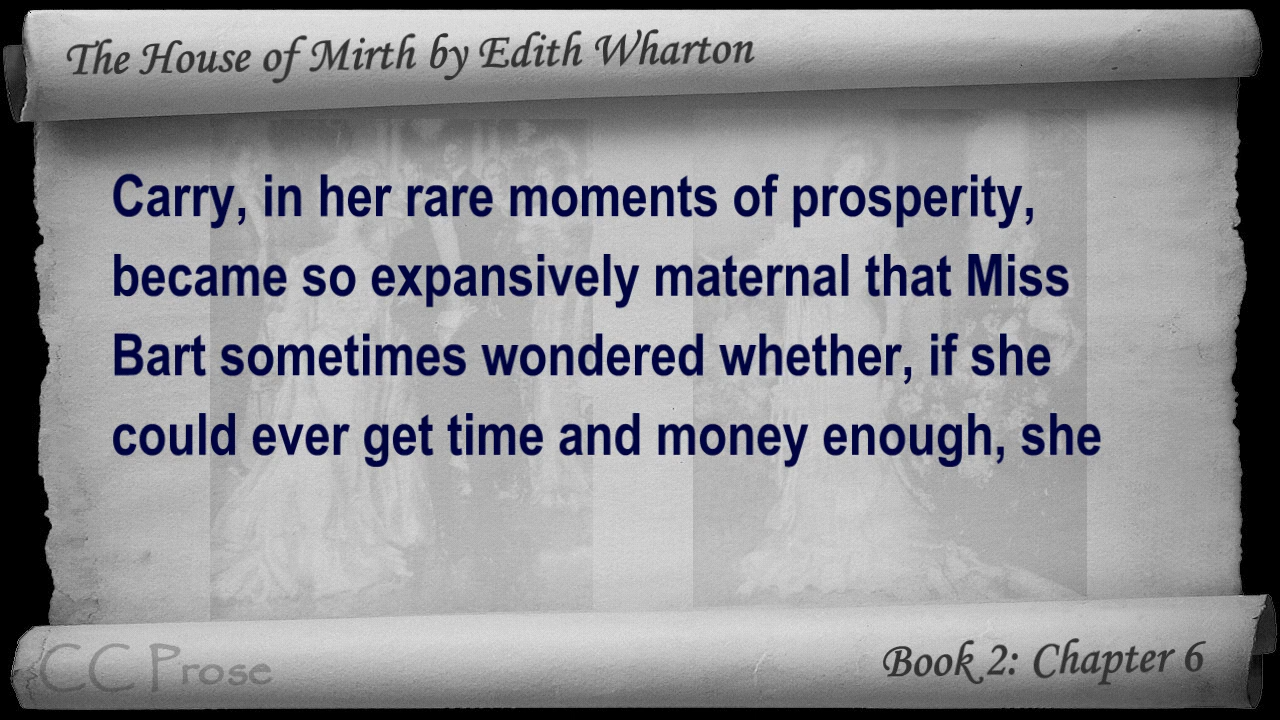 The House of Mirth by Edith Wharton
Carry, in her rare moments of prosperity,
became so expansively maternal that Miss
Bart sometimes wondered whether, if she
could ever get time and money enough, she
CC Prose
Book 2: Chapter 6